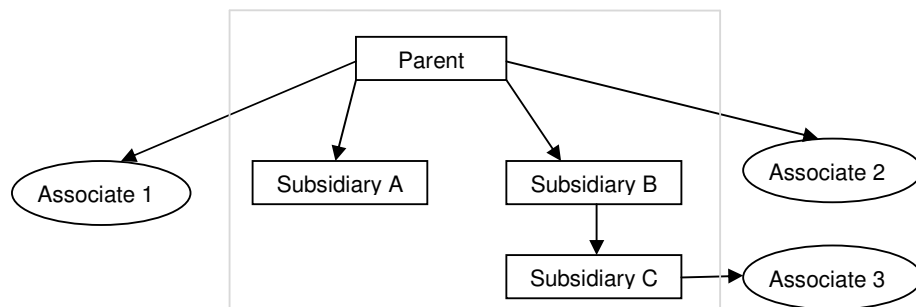 Parent
Associate 1
Subsidiary A
Subsidiary B
Associate 2
Subsidiary C
Associate 3